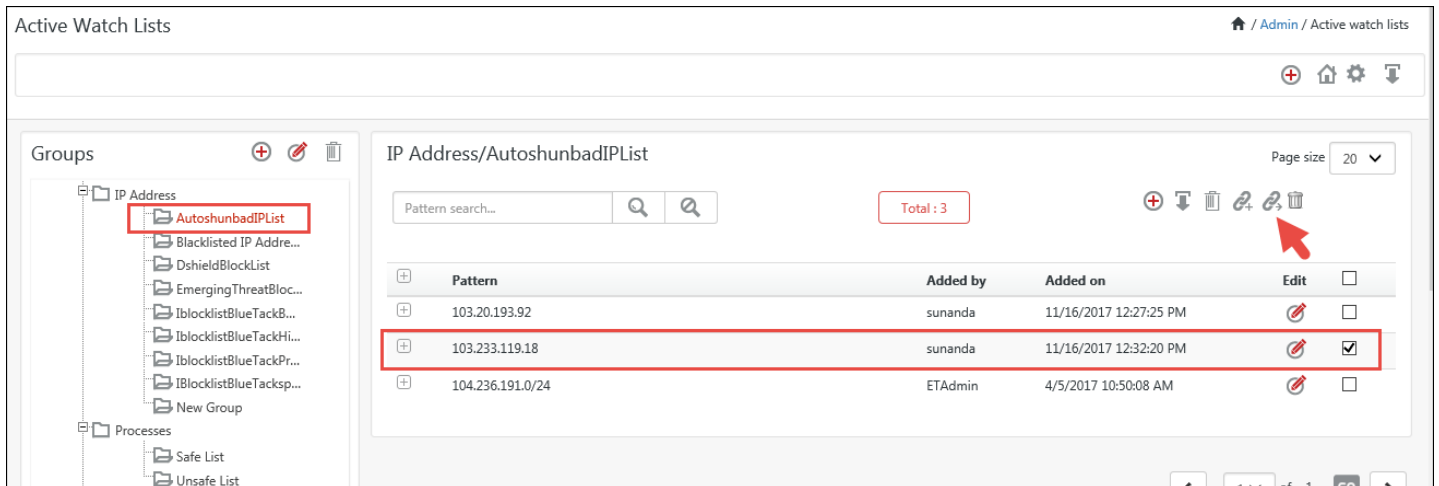 Active Watch Lists
/ Admin / Active watch lists
Groups
IP Address
AutoshunbadIPList
Blacklisted IP Addre...
DshieldBlockList
EmergingThreatBloc...
IblocklistBlueTackB...
IblocklistBlueTackHi...
IblocklistBlueTackPr...
IBlocklistBlueTacksp...
New Group
Processes
Safe List
Unsafe List
IP Address/AutoshunbadIPList
Page size 20
Pattern search...
Total : 3
Pattern Added by Added on Edit
103.20.193.92 sunanda 11/16/2017 12:27:25 PM
103.233.119.18 sunanda 11/16/2017 12:32:20 PM
104.236.191.0/24 ETAdmin 4/5/2017 10:50:08 AM
of 1 GO